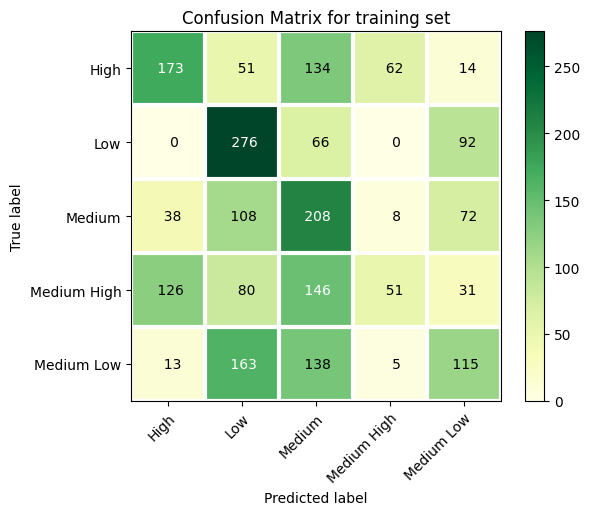 Confusion Matrix for training set
High 173 51 134 62 14
Low 0 276 66 0 92
Medium 38 108 208 8 72
Medium High 126 80 146 51 31
Medium Low 13 163 138 5 115
True label
High Low Medium Medium High Medium Low
Predicted label
250
200
150
100
50
0